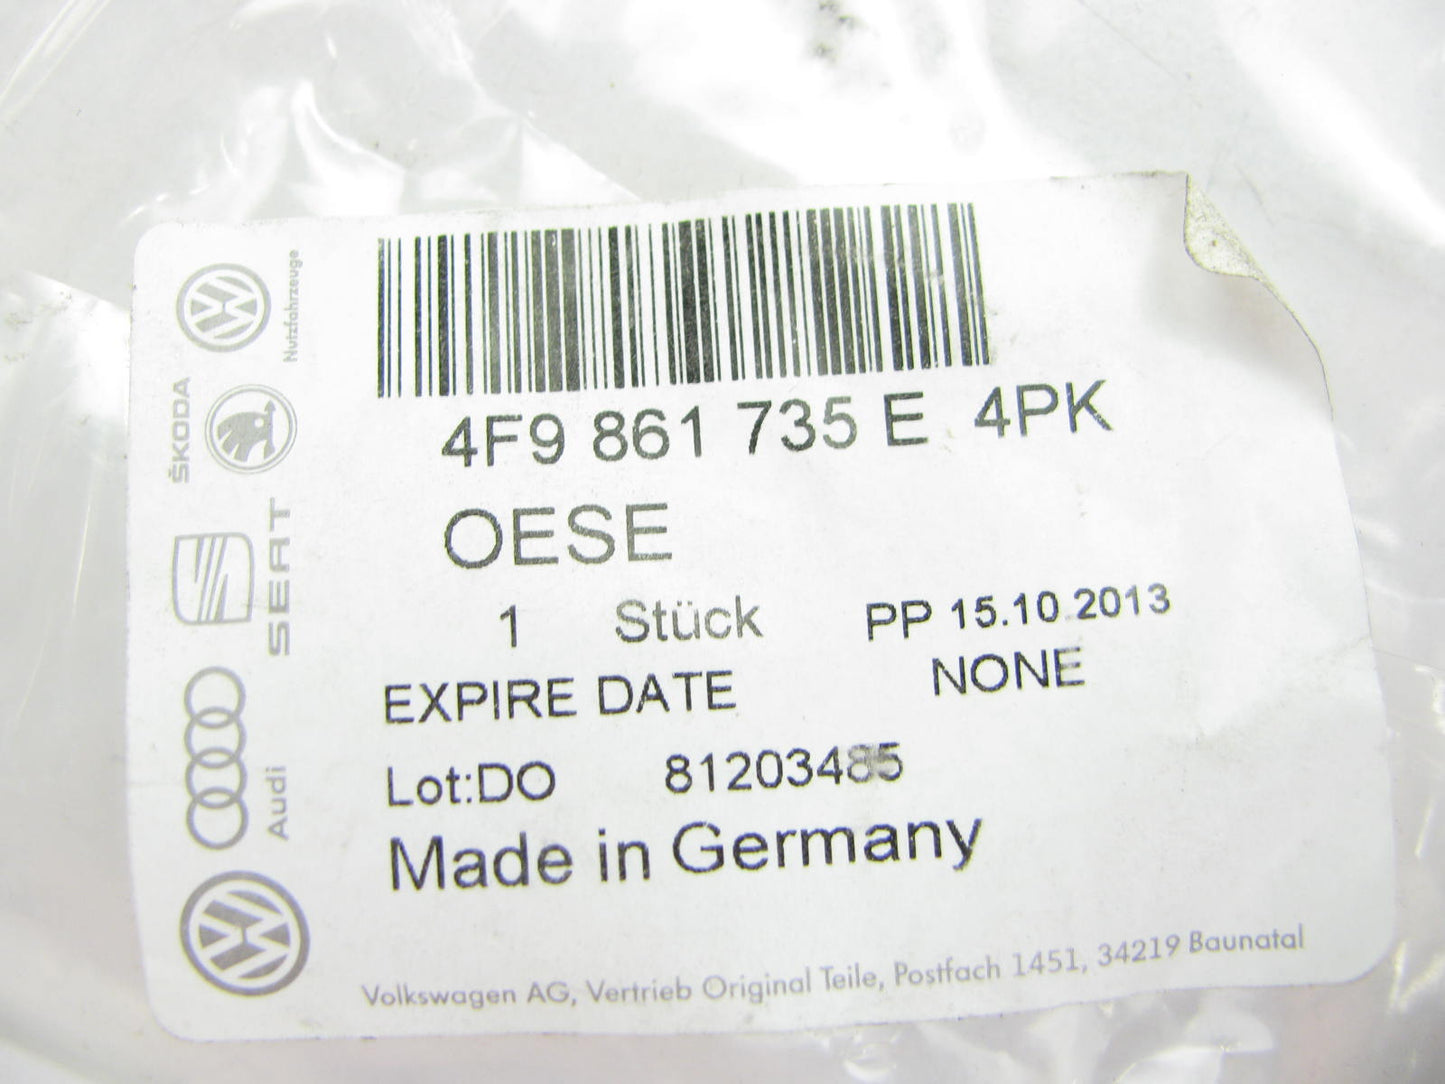 4F9 861 735 E 4PK
OESE
1 Stück PP 15.10.2013
EXPIRE DATE NONE
Lot:DO 81203485
Made in Germany
Volkswagen AG, Vertrieb Original Teile, Postfach 1451, 34219 Baunatal
Nutzfahrzeuge
ŠKODA
SEAT
Audi